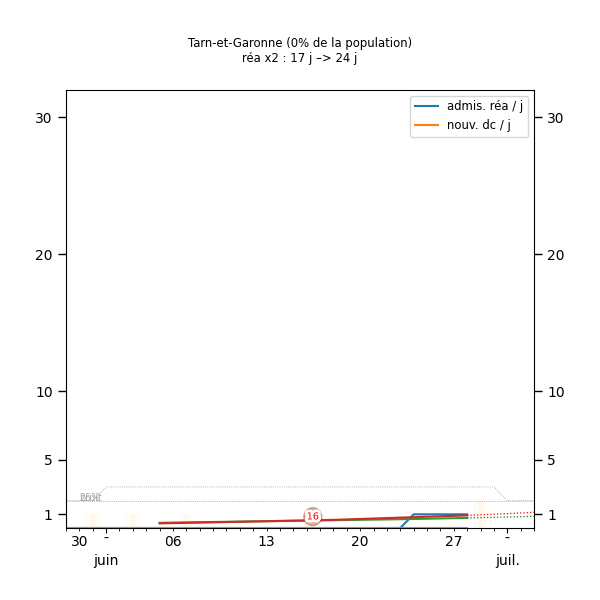 Tarn-et-Garonne (0% de la population)
réa x2 : 17 j –> 24 j
admis. réa / j
nouv. dc / j
30 30
20 20
10 10
5 5
1 1
16
30 - 06 13 20 27 -
juin juil.